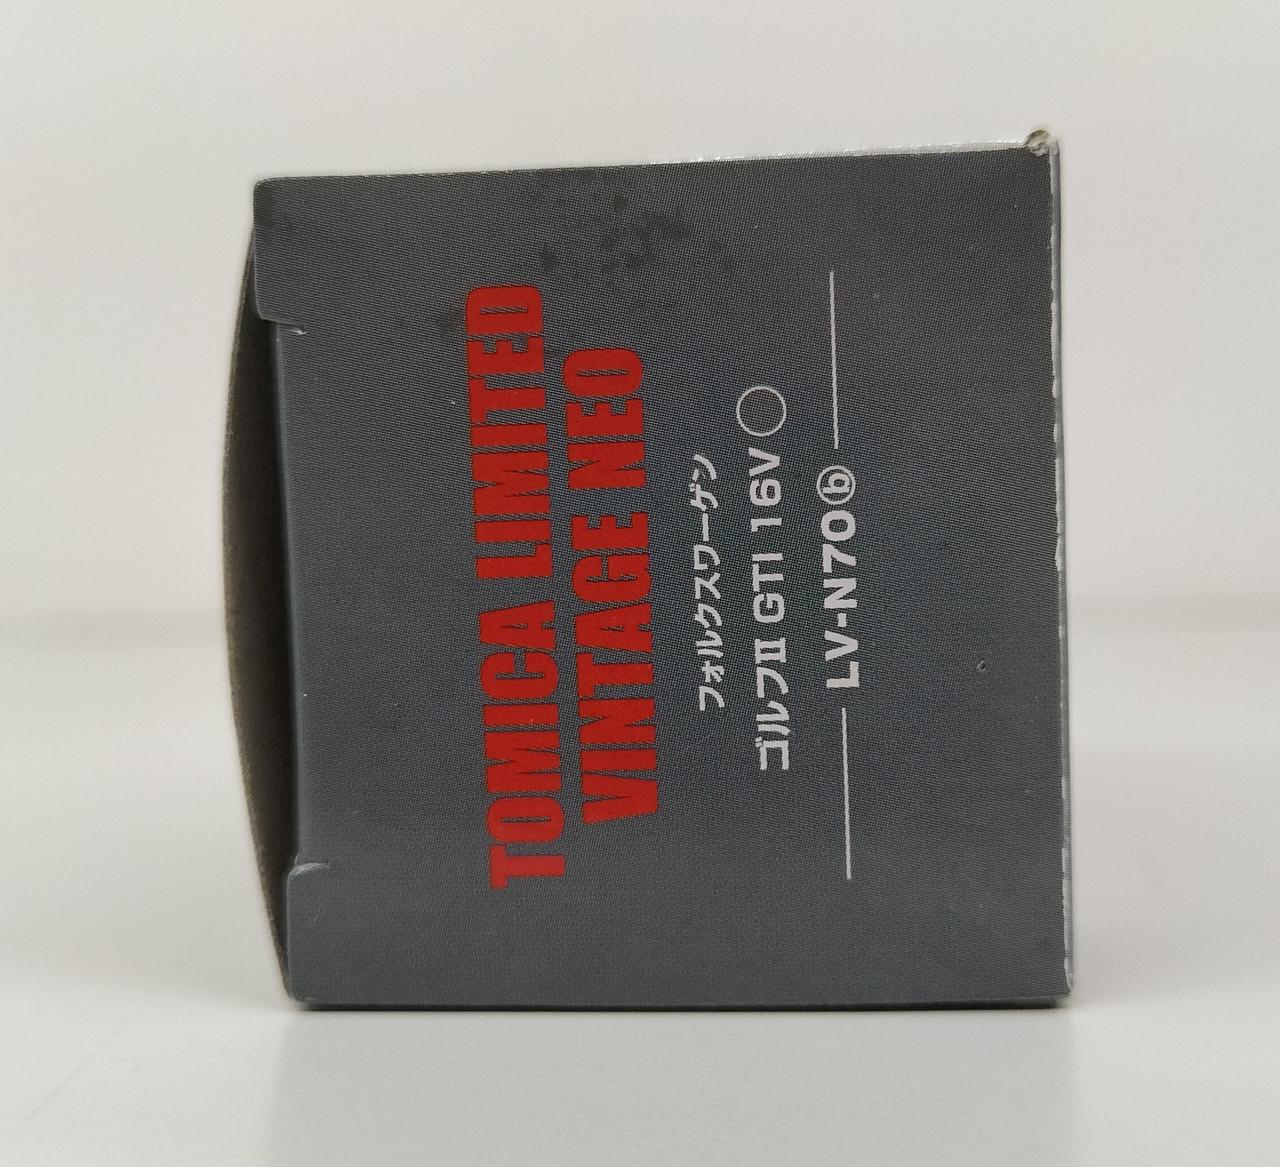 TOMICA LIMITED
VINTAGE NEO
フォルクスワーゲン
ゴルフII GTI 16V
LV-N70ⓑ